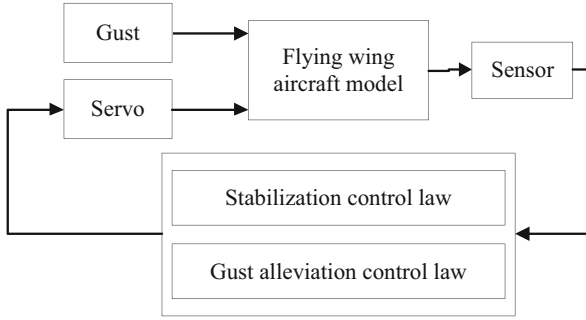 Gust
Flying wing
aircraft model
Sensor
Servo
Stabilization control law
Gust alleviation control law